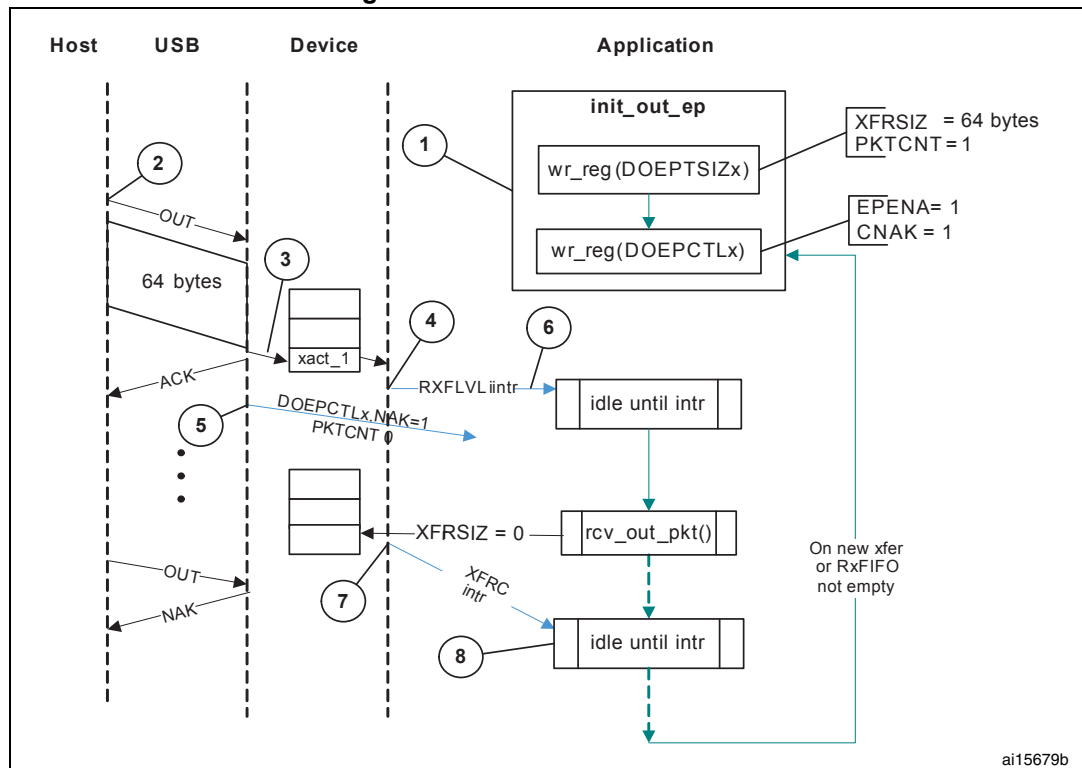 Host USB Device Application
init_out_ep
XFRSIZ = 64 bytes
PKTCNT = 1
1
wr_reg(DOEPTSIZx)
2
OUT
EPENA= 1
CNAK = 1
wr_reg(DOEPCTLx)
64 bytes
3
4
6
xact_1
ACK
RXFLVL iintr
idle until intr
DOEPCTLx.NAK=1
PKTCNT 0
5
XFRSIZ = 0
rcv_out_pkt()
On new xfer
or RxFIFO
not empty
OUT
XFRC
intr
NAK
7
idle until intr
8
ai15679b